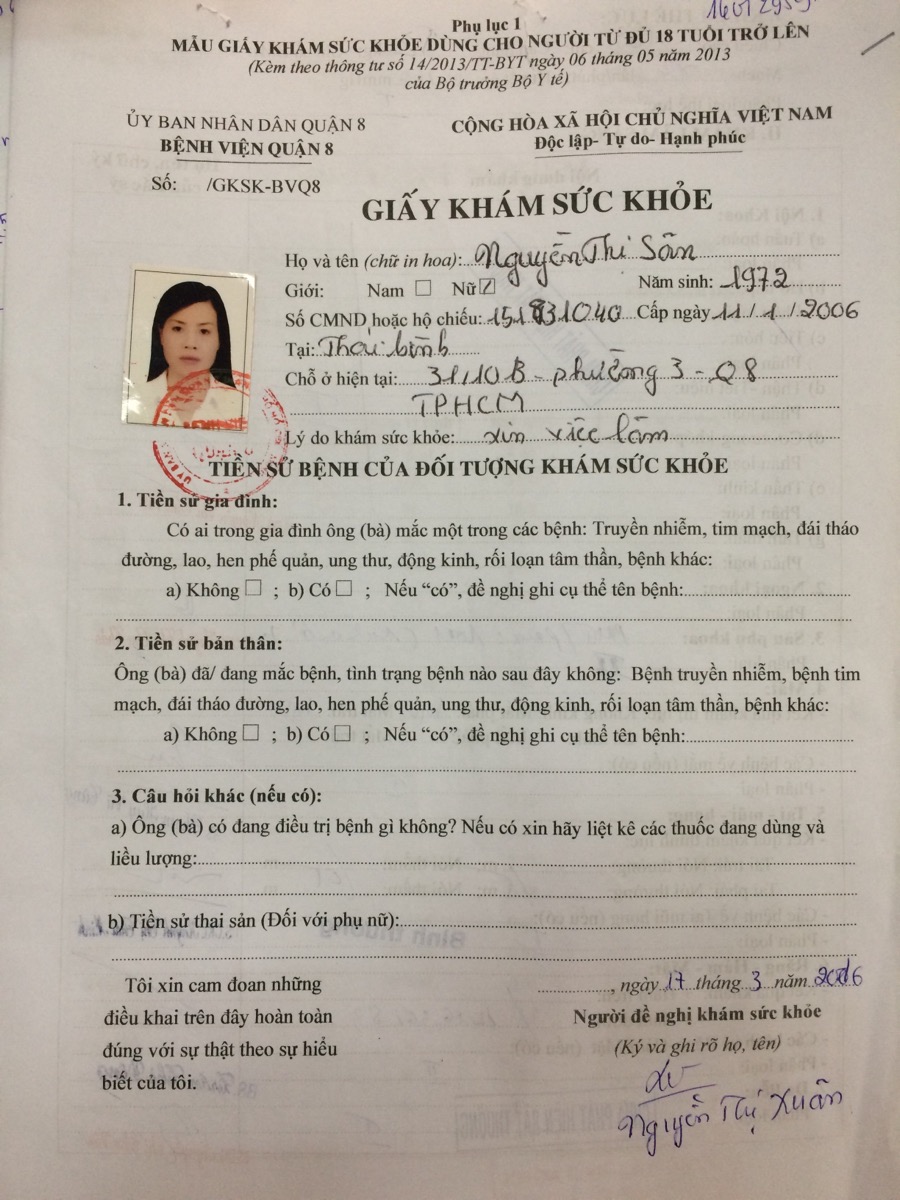 Phụ lục 1
MẪU GIẤY KHÁM SỨC KHỎE DÙNG CHO NGƯỜI TỪ ĐỦ 18 TUỔI TRỞ LÊN
(Kèm theo thông tư số 14/2013/TT-BYT ngày 06 tháng 05 năm 2013
của Bộ trưởng Bộ Y tế)
ỦY BAN NHÂN DÂN QUẬN 8
BỆNH VIỆN QUẬN 8
CỘNG HÒA XÃ HỘI CHỦ NGHĨA VIỆT NAM
Độc lập- Tự do- Hạnh phúc
Số: /GKSK-BVQ8
GIẤY KHÁM SỨC KHỎE
Họ và tên (chữ in hoa): Nguyễn Thi
Giới: Nam ☐ Nữ ☑ Năm sinh: 1972
Số CMND hoặc hộ chiếu: Cấp ngày 11/1/2006
Tại: Thái bình
Chỗ ở hiện tại: 31/10B - phường 3 - Q8
TPHCM
Lý do khám sức khỏe: xin việc làm
TIỀN SỬ BỆNH CỦA ĐỐI TƯỢNG KHÁM SỨC KHỎE
1. Tiền sử gia đình:
Có ai trong gia đình ông (bà) mắc một trong các bệnh: Truyền nhiễm, tim mạch, đái tháo
đường, lao, hen phế quản, ung thư, động kinh, rối loạn tâm thần, bệnh khác:
a) Không ☐ ; b) Có ☐ ; Nếu “có”, đề nghị ghi cụ thể tên bệnh:
2. Tiền sử bản thân:
Ông (bà) đã/ đang mắc bệnh, tình trạng bệnh nào sau đây không: Bệnh truyền nhiễm, bệnh tim
mạch, đái tháo đường, lao, hen phế quản, ung thư, động kinh, rối loạn tâm thần, bệnh khác:
a) Không ☐ ; b) Có ☐ ; Nếu “có”, đề nghị ghi cụ thể tên bệnh:
3. Câu hỏi khác (nếu có):
a) Ông (bà) có đang điều trị bệnh gì không? Nếu có xin hãy liệt kê các thuốc đang dùng và
liều lượng:
b) Tiền sử thai sản (Đối với phụ nữ):
Tôi xin cam đoan những
điều khai trên đây hoàn toàn
đúng với sự thật theo sự hiểu
biết của tôi.
, ngày 17 tháng 3 năm 2016
Người đề nghị khám sức khỏe
(Ký và ghi rõ họ, tên)
Nguyễn Thị Xuân